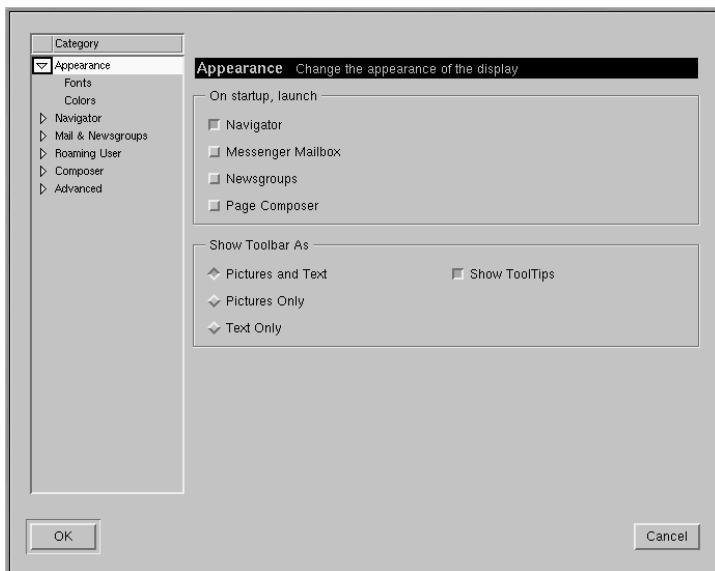 Category
Appearance
Fonts
Colors
Navigator
Mail & Newsgroups
Roaming User
Composer
Advanced
Appearance Change the appearance of the display
On startup, launch
Navigator
Messenger Mailbox
Newsgroups
Page Composer
Show Toolbar As
Pictures and Text Show ToolTips
Pictures Only
Text Only
OK Cancel